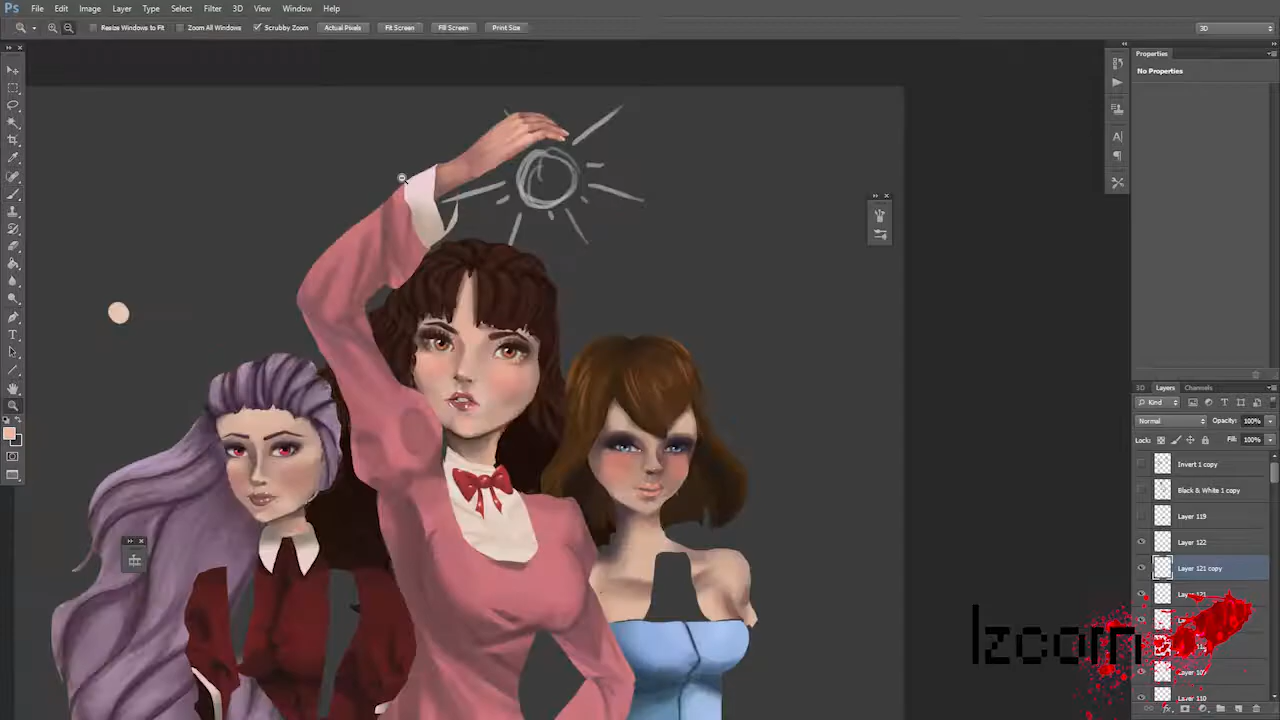 Ps File Edit Image Layer Type Select Filter 3D View Window Help
Resize Windows to Fit Zoom All Windows Scrubby Zoom Actual Pixels Fit Screen Fill Screen Print Size 3D
Properties
No Properties
3D Layers Channels
Kind
Normal Opacity: 100%
Locks: Fill: 100%
Invert 1 copy
Black & White 1 copy
Layer 119
Layer 122
Layer 121 copy
Layer 121
Izcom
Layer 110